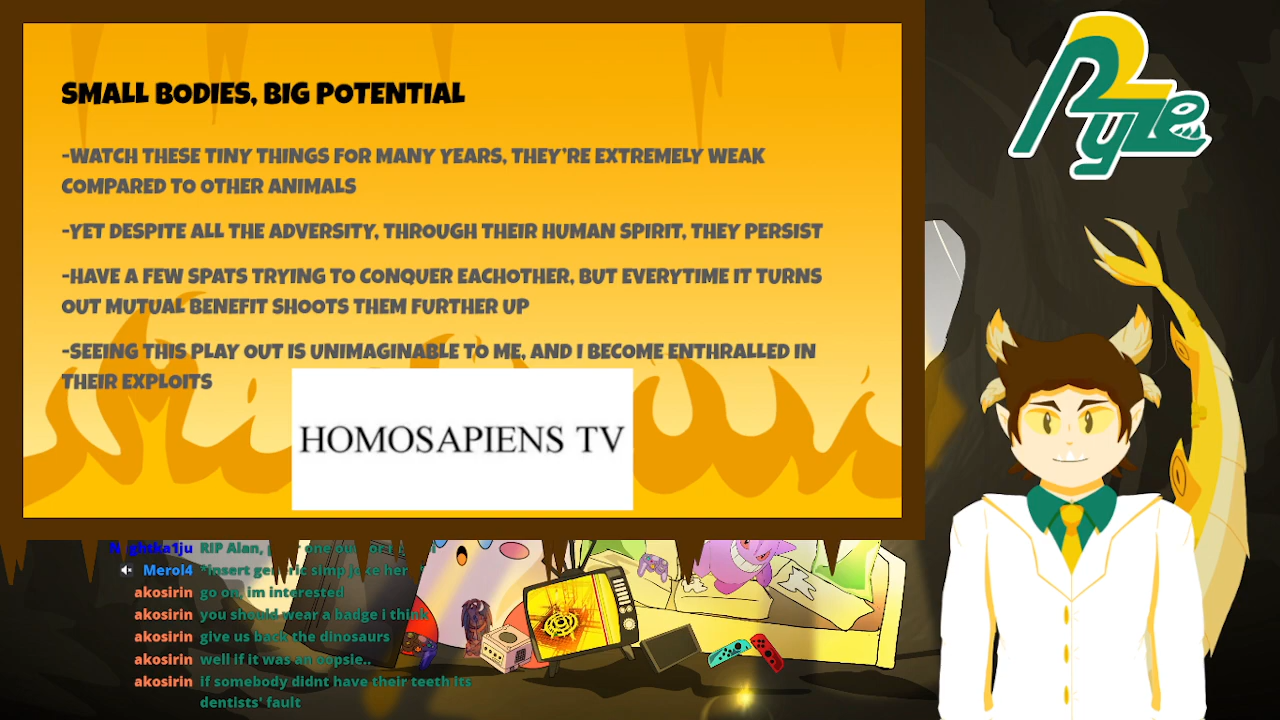 Ryze
SMALL BODIES, BIG POTENTIAL
-WATCH THESE TINY THINGS FOR MANY YEARS, THEY'RE EXTREMELY WEAK
COMPARED TO OTHER ANIMALS
-YET DESPITE ALL THE ADVERSITY, THROUGH THEIR HUMAN SPIRIT, THEY PERSIST
-HAVE A FEW SPATS TRYING TO CONQUER EACHOTHER, BUT EVERYTIME IT TURNS
OUT MUTUAL BENEFIT SHOOTS THEM FURTHER UP
-SEEING THIS PLAY OUT IS UNIMAGINABLE TO ME, AND I BECOME ENTHRALLED IN
THEIR EXPLOITS
HOMOSAPIENS TV
RIP Alan, one
Merol4 *insert simp
akosirin go on, im interested
akosirin you should wear a badge i think
akosirin give us back the dinosaurs
akosirin well if it was an oopsie..
akosirin if somebody didnt have their teeth its
dentists' fault